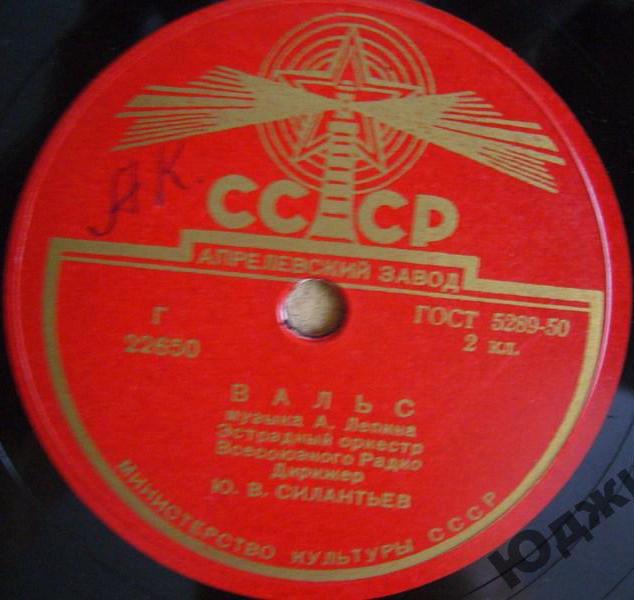 АК.
СССР
АПРЕЛЕВСКИЙ ЗАВОД
Г
22650
ГОСТ 5289-50
2 кл.
ВАЛЬС
музыка А. Лепина
Эстрадный оркестр
Всесоюзного Радио
Дирижер
Ю. В. СИЛАНТЬЕВ
МИНИСТЕРСТВО КУЛЬТУРЫ СССР